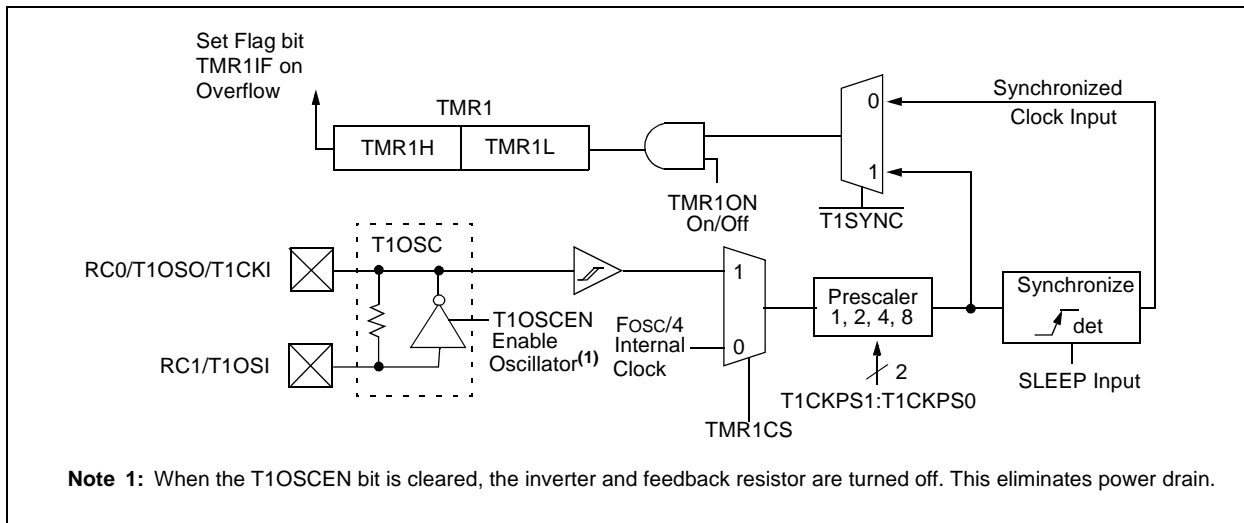 Set Flag bit
TMR1IF on
Overflow
TMR1
TMR1H
TMR1L
TMR1ON
On/Off
0
1
T1SYNC
Synchronized
Clock Input
RC0/T1OSO/T1CKI
T1OSC
RC1/T1OSI
T1OSCEN
Enable
Oscillator(1)
FOSC/4
Internal
Clock
1
0
TMR1CS
Prescaler
1, 2, 4, 8
2
T1CKPS1:T1CKPS0
Synchronize
det
SLEEP Input
Note 1: When the T1OSCEN bit is cleared, the inverter and feedback resistor are turned off. This eliminates power drain.